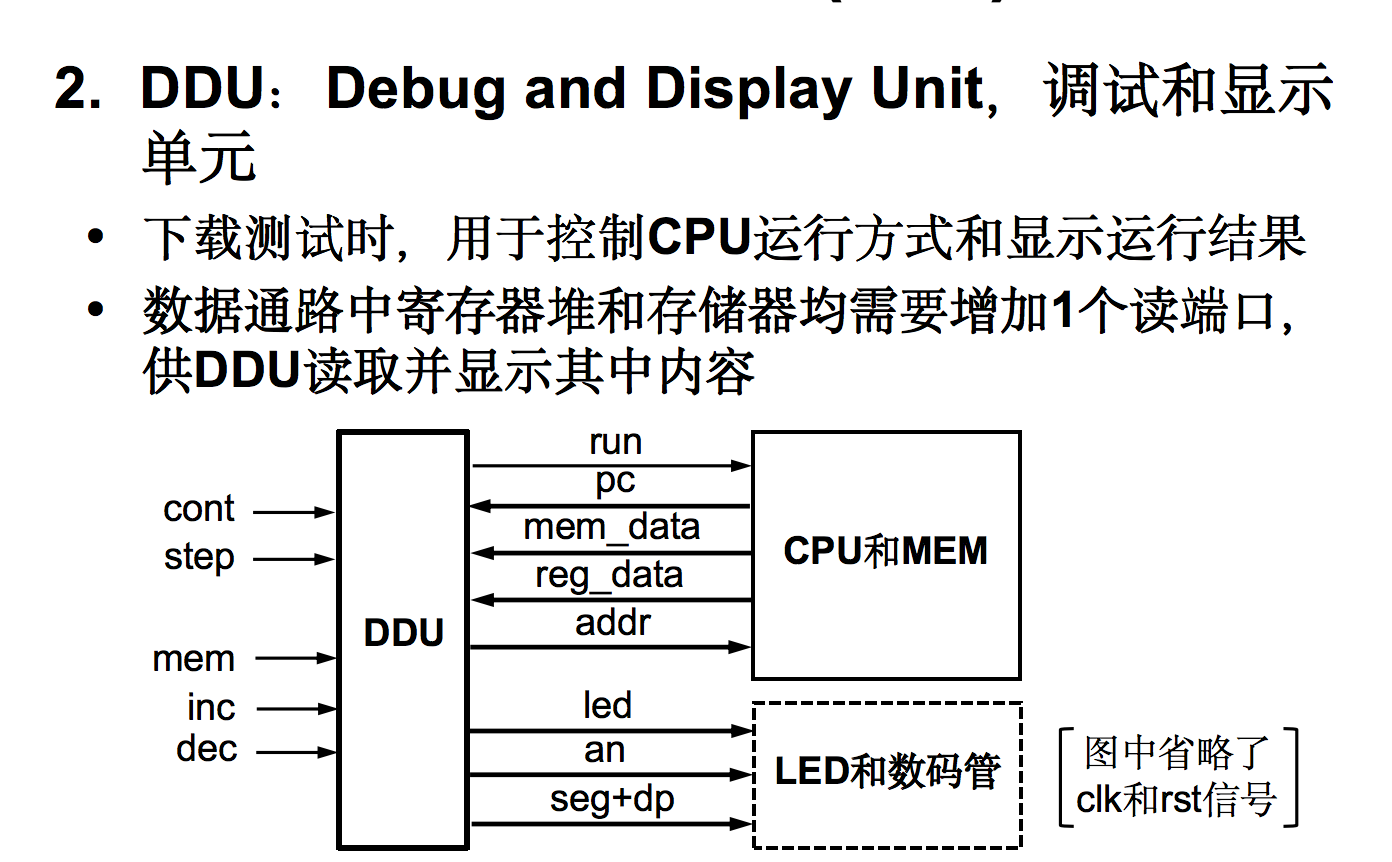 2. DDU：Debug and Display Unit，调试和显示
单元
• 下载测试时，用于控制CPU运行方式和显示运行结果
• 数据通路中寄存器堆和存储器均需要增加1个读端口，
供DDU读取并显示其中内容
run
pc
cont
mem_data
step
CPU和MEM
reg_data
addr
DDU
mem
inc
led
dec
an
LED和数码管
seg+dp
图中省略了
clk和rst信号